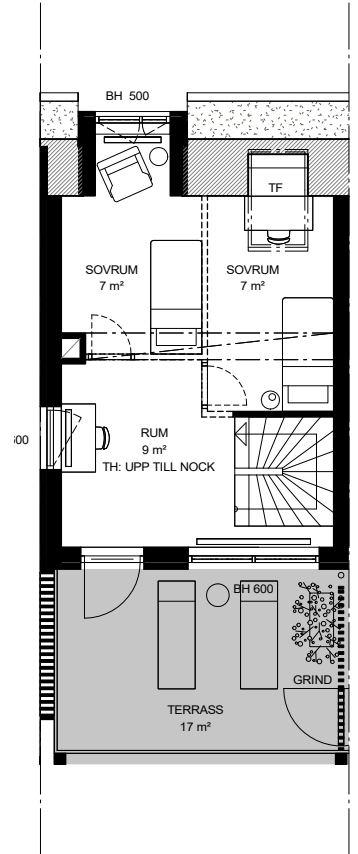 BH 500
TF
SOVRUM
7 m²
SOVRUM
7 m²
RUM
9 m²
TH: UPP TILL NOCK
BH 600
GRIND
TERRASS
17 m²